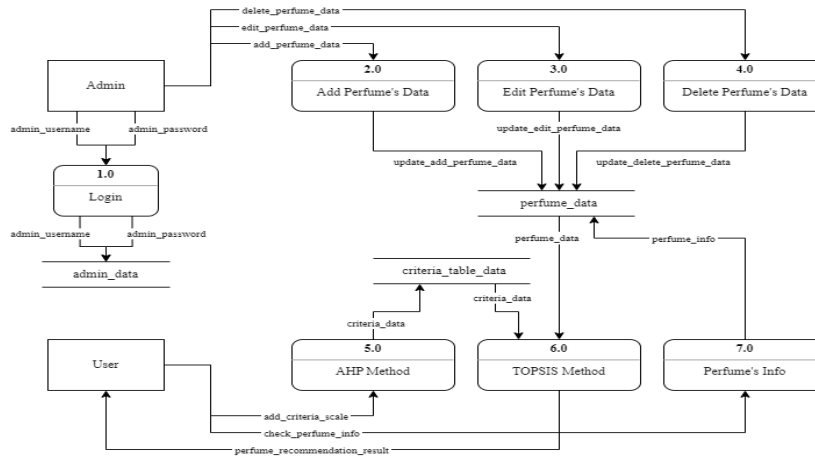 delete_perfume_data
edit_perfume_data
add_perfume_data
Admin
2.0
Add Perfume's Data
3.0
Edit Perfume's Data
4.0
Delete Perfume's Data
admin_username
admin_password
update_edit_perfume_data
update_add_perfume_data
update_delete_perfume_data
1.0
Login
perfume_data
admin_username
admin_password
perfume_data
perfume_info
admin_data
criteria_table_data
criteria_data
criteria_data
User
5.0
AHP Method
6.0
TOPSIS Method
7.0
Perfume's Info
add_criteria_scale
check_perfume_info
perfume_recommendation_result